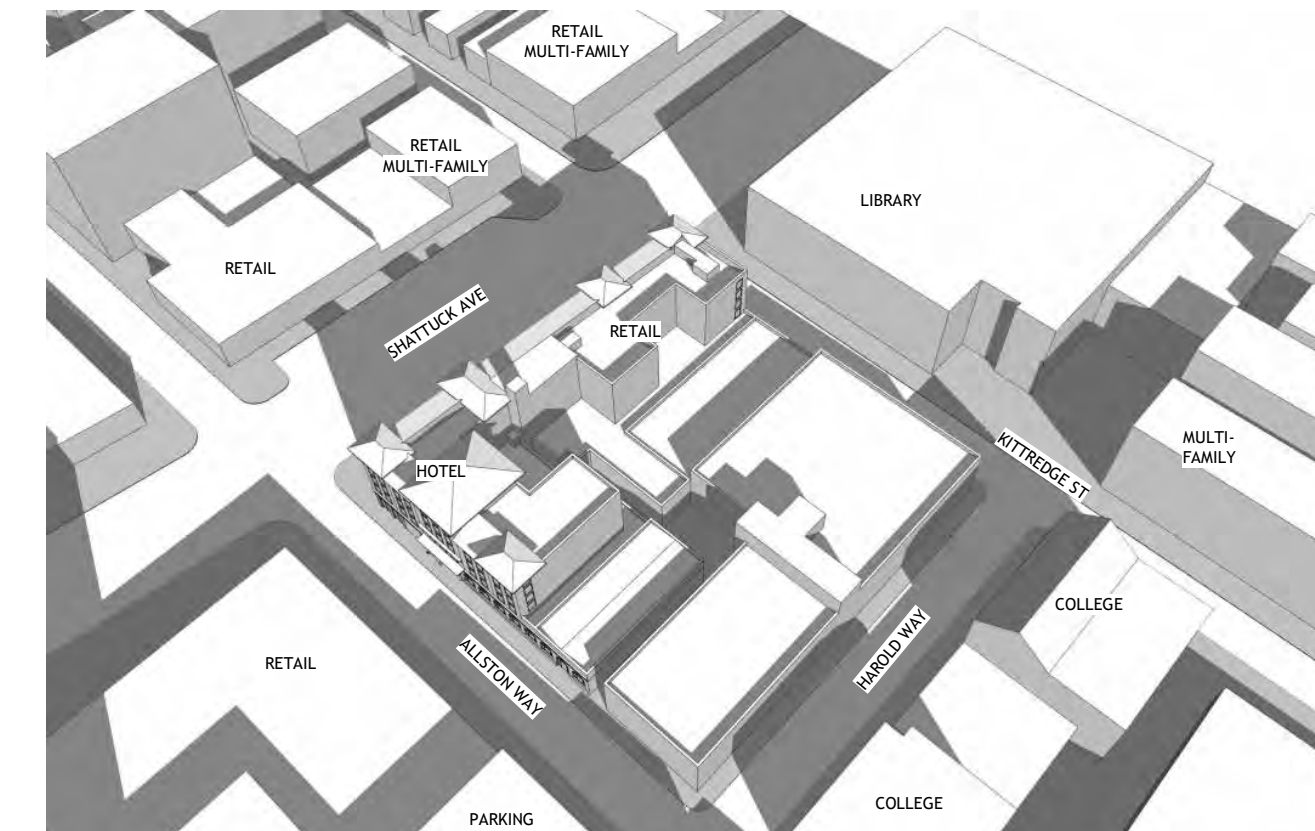 RETAIL
MULTI-FAMILY
RETAIL
MULTI-FAMILY
LIBRARY
RETAIL
SHATTUCK AVE
RETAIL
HOTEL
KITTREDGE ST
MULTI-
FAMILY
COLLEGE
HAROLD WAY
RETAIL
ALLSTON WAY
COLLEGE
PARKING